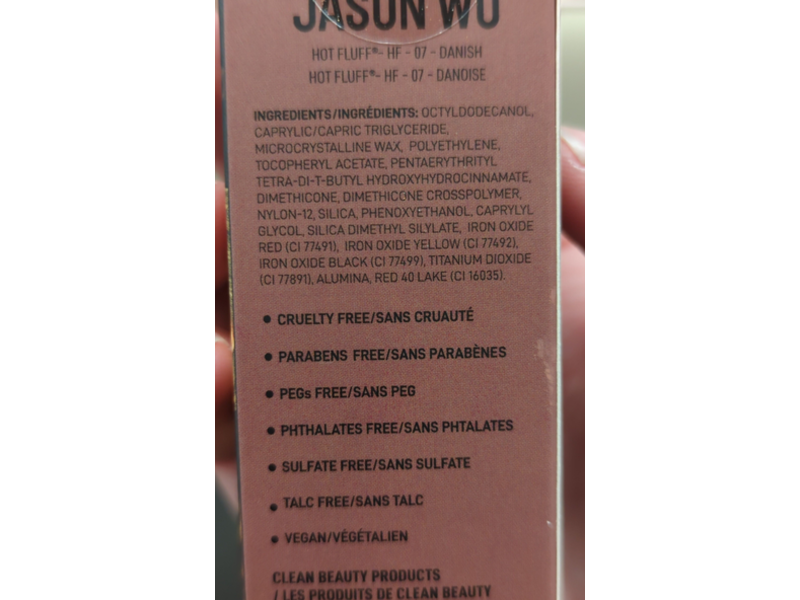 JASON WU
HOT FLUFF®- HF - 07 - DANISH
HOT FLUFF®- HF - 07 - DANOISE
INGREDIENTS/INGRÉDIENTS: OCTYLDODECANOL,
CAPRYLIC/CAPRIC TRIGLYCERIDE,
MICROCRYSTALLINE WAX, POLYETHYLENE,
TOCOPHERYL ACETATE, PENTAERYTHRITYL
TETRA-DI-T-BUTYL HYDROXYHYDROCINNAMATE,
DIMETHICONE, DIMETHICONE CROSSPOLYMER,
NYLON-12, SILICA, PHENOXYETHANOL, CAPRYLYL
GLYCOL, SILICA DIMETHYL SILYLATE, IRON OXIDE
RED (CI 77491), IRON OXIDE YELLOW (CI 77492),
IRON OXIDE BLACK (CI 77499), TITANIUM DIOXIDE
(CI 77891), ALUMINA, RED 40 LAKE (CI 16035).
• CRUELTY FREE/SANS CRUAUTÉ
• PARABENS FREE/SANS PARABÈNES
• PEGs FREE/SANS PEG
• PHTHALATES FREE/SANS PHTALATES
• SULFATE FREE/SANS SULFATE
• TALC FREE/SANS TALC
• VEGAN/VÉGÉTALIEN
CLEAN BEAUTY PRODUCTS
/ LES PRODUITS DE CLEAN BEAUTY